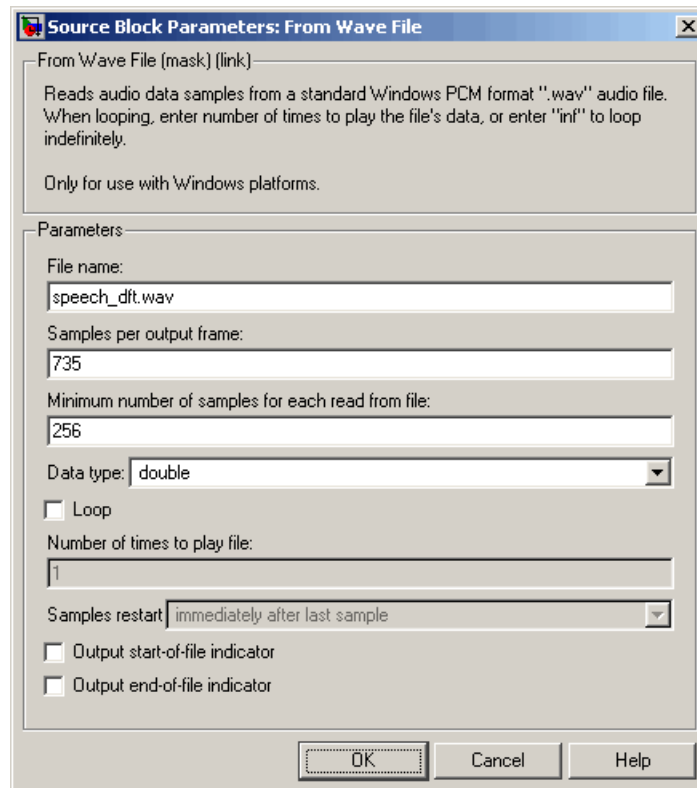 Source Block Parameters: From Wave File
From Wave File (mask) (link)
Reads audio data samples from a standard Windows PCM format ".wav" audio file.
When looping, enter number of times to play the file's data, or enter "inf" to loop
indefinitely.
Only for use with Windows platforms.
Parameters
File name:
speech_dft.wav
Samples per output frame:
735
Minimum number of samples for each read from file:
256
Data type: double
Loop
Number of times to play file:
1
Samples restart immediately after last sample
Output start-of-file indicator
Output end-of-file indicator
OK Cancel Help